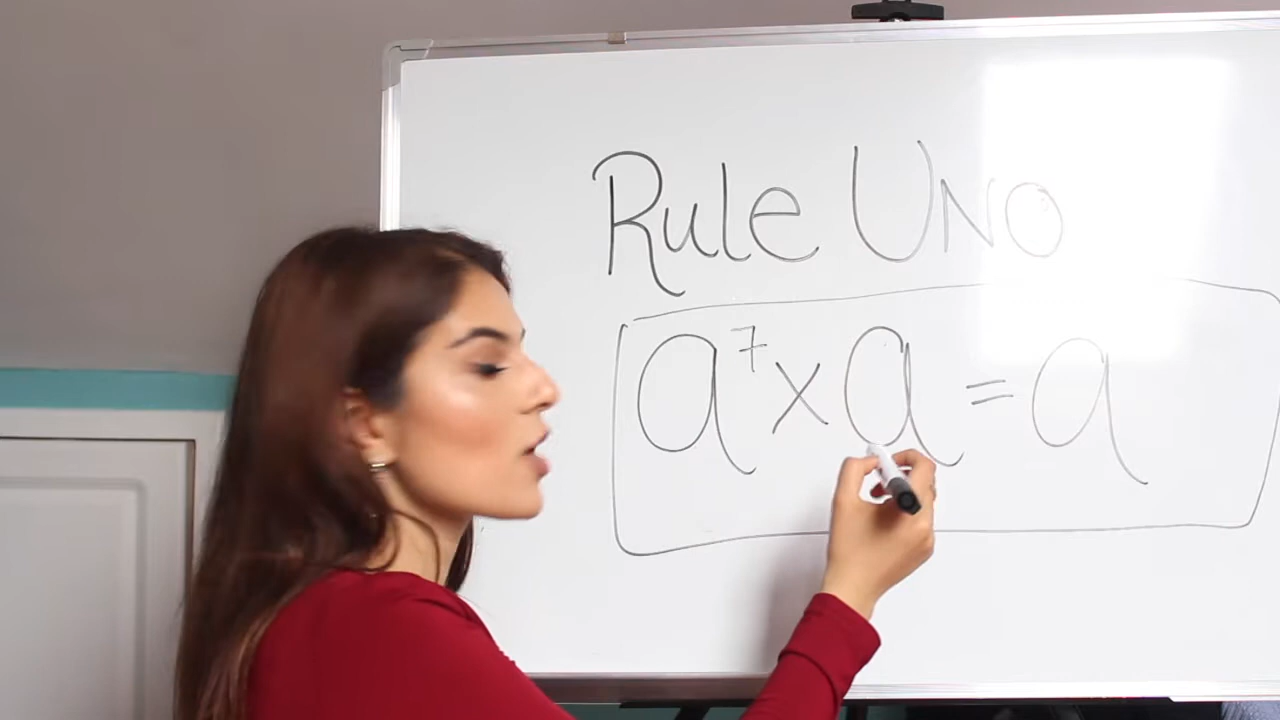 Rule Uno
a⁷ x a = a